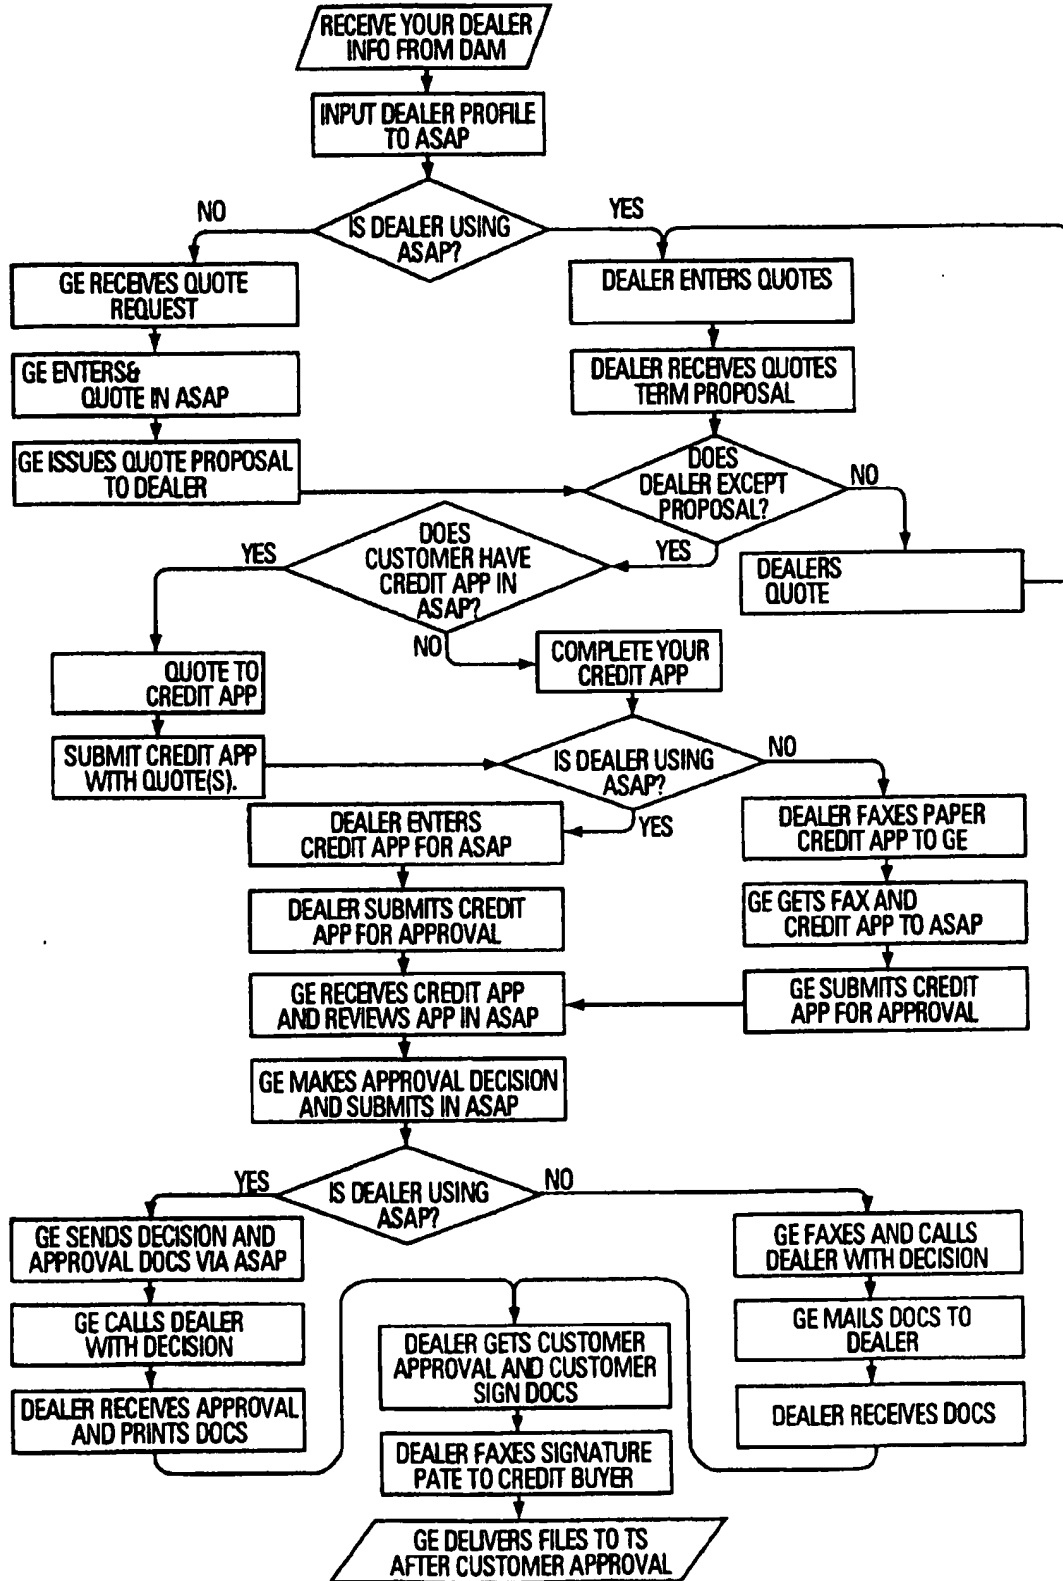 RECEIVE YOUR DEALER
INFO FROM DAM
INPUT DEALER PROFILE
TO ASAP
IS DEALER USING
ASAP?
NO
YES
GE RECEIVES QUOTE
REQUEST
GE ENTERS&
QUOTE IN ASAP
GE ISSUES QUOTE PROPOSAL
TO DEALER
DEALER ENTERS QUOTES
DEALER RECEIVES QUOTES
TERM PROPOSAL
DOES
DEALER EXCEPT
PROPOSAL?
NO
YES
DEALERS
QUOTE
DOES
CUSTOMER HAVE
CREDIT APP IN
ASAP?
YES
NO
QUOTE TO
CREDIT APP
SUBMIT CREDIT APP
WITH QUOTE(S).
COMPLETE YOUR
CREDIT APP
IS DEALER USING
ASAP?
NO
YES
DEALER ENTERS
CREDIT APP FOR ASAP
DEALER SUBMITS CREDIT
APP FOR APPROVAL
DEALER FAXES PAPER
CREDIT APP TO GE
GE GETS FAX AND
CREDIT APP TO ASAP
GE SUBMITS CREDIT
APP FOR APPROVAL
GE RECEIVES CREDIT APP
AND REVIEWS APP IN ASAP
GE MAKES APPROVAL DECISION
AND SUBMITS IN ASAP
IS DEALER USING
ASAP?
YES
NO
GE SENDS DECISION AND
APPROVAL DOCS VIA ASAP
GE CALLS DEALER
WITH DECISION
DEALER RECEIVES APPROVAL
AND PRINTS DOCS
GE FAXES AND CALLS
DEALER WITH DECISION
GE MAILS DOCS TO
DEALER
DEALER RECEIVES DOCS
DEALER GETS CUSTOMER
APPROVAL AND CUSTOMER
SIGN DOCS
DEALER FAXES SIGNATURE
PATE TO CREDIT BUYER
GE DELIVERS FILES TO TS
AFTER CUSTOMER APPROVAL